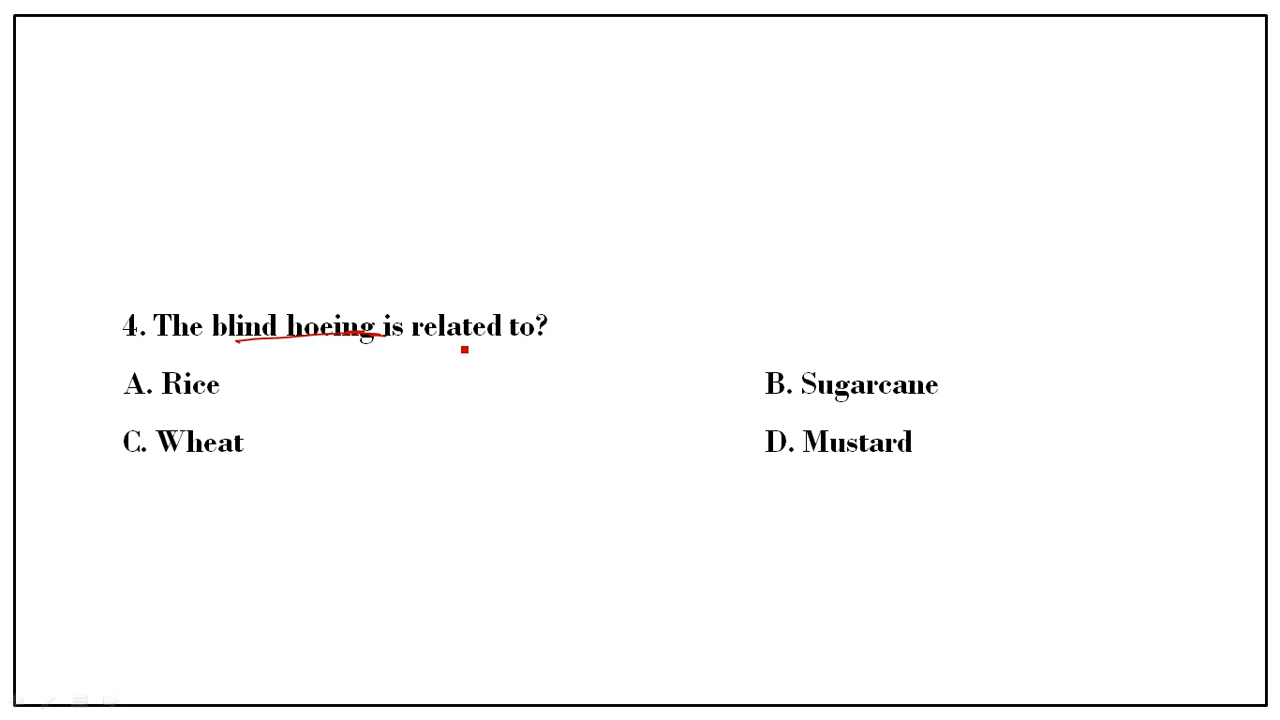 4. The blind hoeing is related to?
A. Rice
B. Sugarcane
C. Wheat
D. Mustard